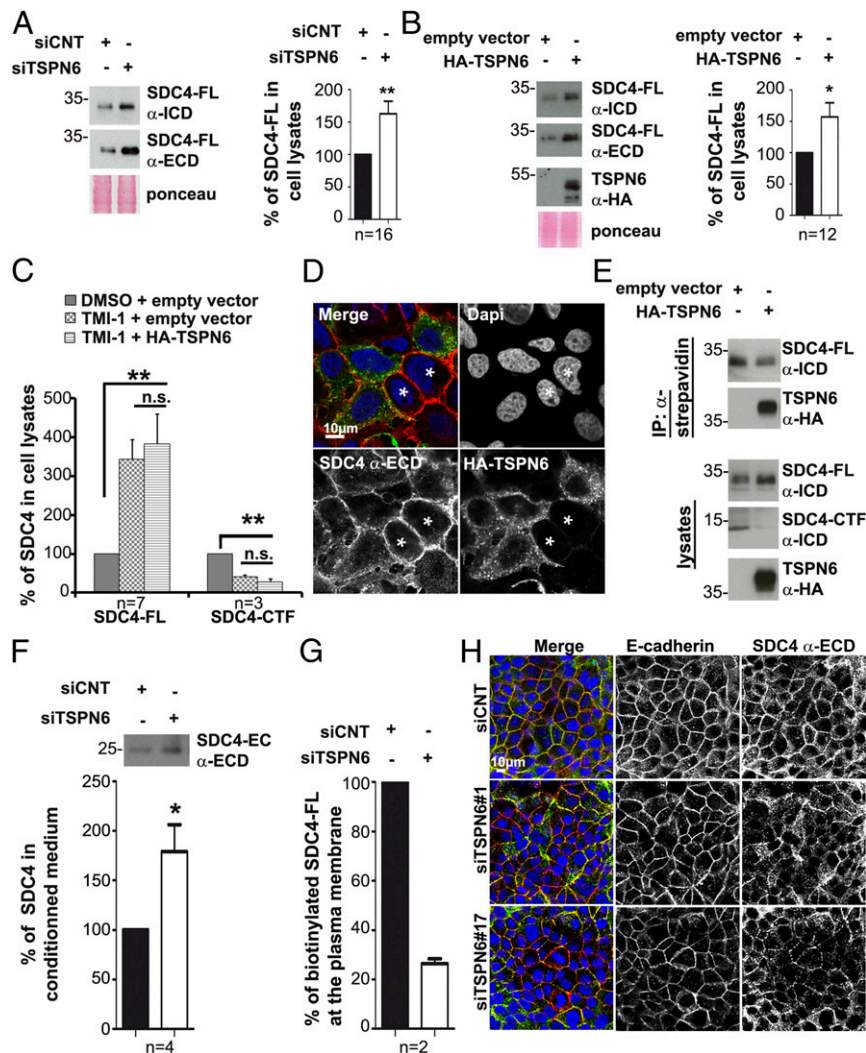 A
siCNT + -
siTSPN6 - +
35-
SDC4-FL
α-ICD
35-
SDC4-FL
α-ECD
ponceau
siCNT + -
siTSPN6 - +
% of SDC4-FL in
cell lysates
200
150
100
50
0
**
n=16
B
empty vector + -
HA-TSPN6 - +
35-
SDC4-FL
α-ICD
35-
SDC4-FL
α-ECD
55-
TSPN6
α-HA
ponceau
empty vector + -
HA-TSPN6 - +
% of SDC4-FL in
cell lysates
200
150
100
50
0
*
n=12
C
DMSO + empty vector
TMI-1 + empty vector
TMI-1 + HA-TSPN6
% of SDC4 in cell lysates
500
400
300
200
100
0
**
n.s.
**
n.s.
n=7
n=3
SDC4-FL
SDC4-CTF
D
Merge
Dapi
10μm
SDC4 α-ECD
HA-TSPN6
* *
E
empty vector + -
HA-TSPN6 - +
IP: α-
strepavidin
35-
SDC4-FL
α-ICD
35-
TSPN6
α-HA
lysates
35-
SDC4-FL
α-ICD
15-
SDC4-CTF
α-ICD
35-
TSPN6
α-HA
F
siCNT + -
siTSPN6 - +
25-
SDC4-EC
α-ECD
% of SDC4 in
conditionned medium
250
200
150
100
50
0
*
n=4
G
siCNT + -
siTSPN6 - +
% of biotinylated SDC4-FL
at the plasma membrane
100
80
60
40
20
0
n=2
H
Merge
E-cadherin
SDC4 α-ECD
siCNT
10μm
siTSPN6#1
siTSPN6#17